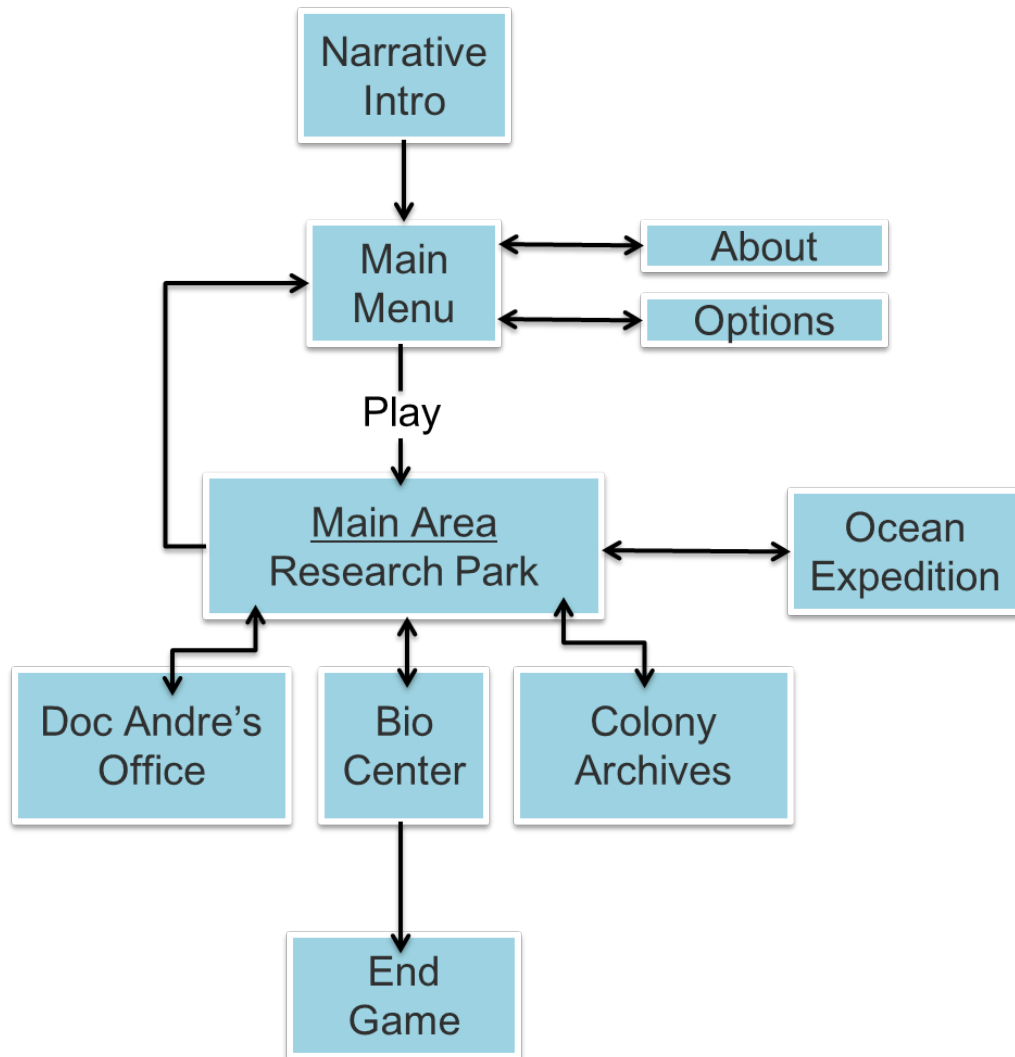 Narrative
Intro
Main
Menu
About
Options
Play
Main Area
Research Park
Ocean
Expedition
Doc Andre's
Office
Bio
Center
Colony
Archives
End
Game